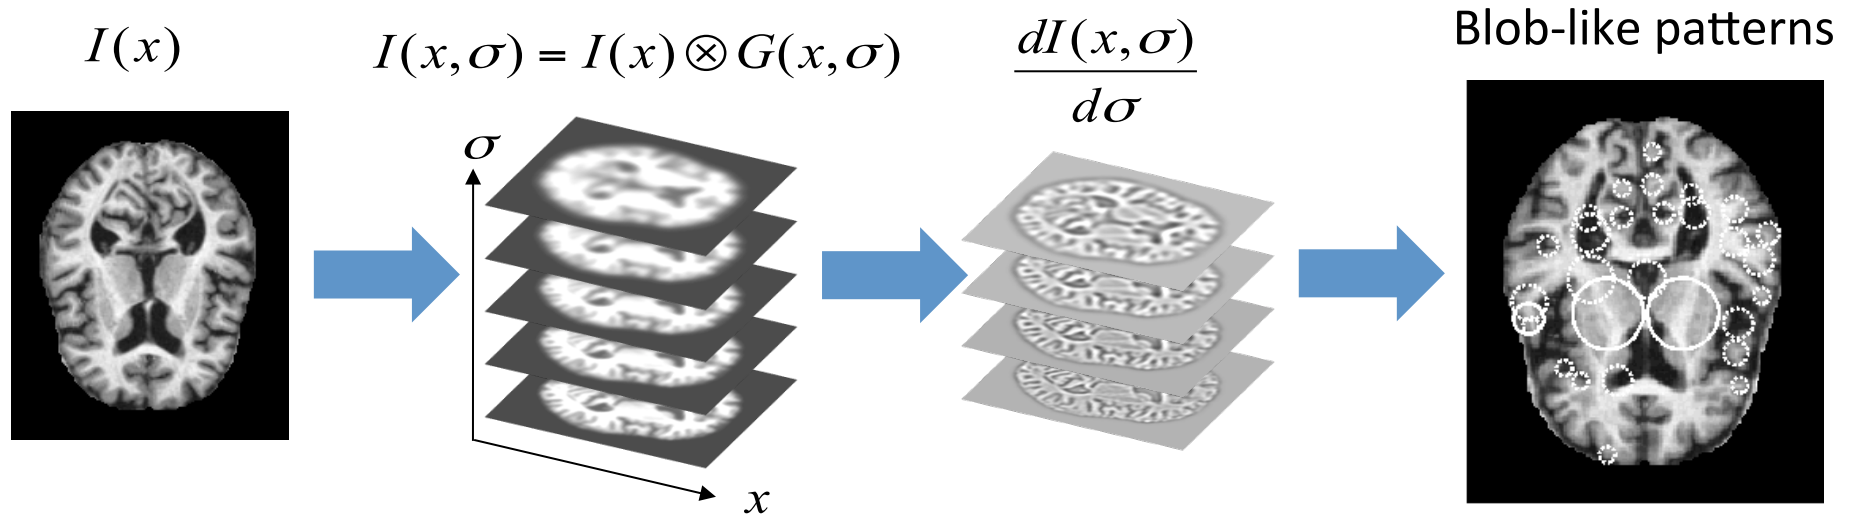 I(x)
I(x,σ) = I(x) ⊗ G(x,σ)
dI(x,σ)
dσ
Blob-like patterns
σ
x